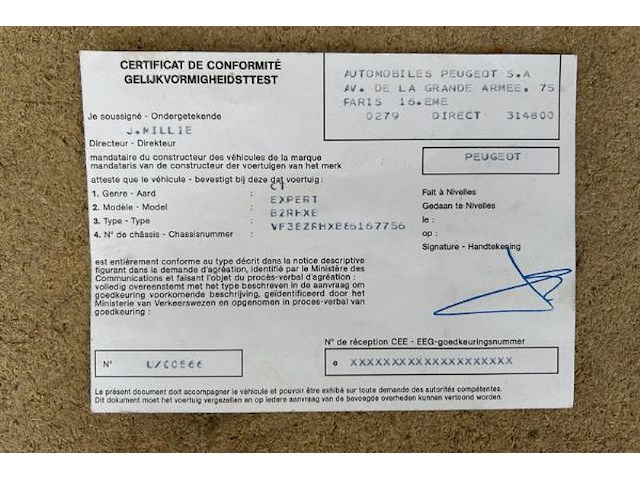 CERTIFICAT DE CONFORMITÉ
GELIJKVORMIGHEIDSTTEST
AUTOMOBILES PEUGEOT S.A
AV. DE LA GRANDE ARMEE. 75
PARIS 16.EME
0279 DIRECT 314800
Je soussigné - Ondergetekende
J.MILLIE
Directeur - Direkteur
mandataire du constructeur des véhicules de la marque
mandataris van de constructeur der voertuigen van het merk
PEUGEOT
atteste que le véhicule - bevestigt bij deze dat voertuig :
1. Genre - Aard :
2. Modèle - Model : EXPERT
3. Type - Type : BZRHXE
4. N° de châssis - Chassisnummer :
Fait à Nivelles
Gedaan te Nivelles
le :
op :
Signature - Handtekening
est entièrement conforme au type décrit dans la notice descriptive
figurant dans la demande d'agréation, identifié par le Ministère des
Communications et faisant l'objet du procès-verbal d'agréation :
volledig overeenstemt met het type beschreven in de aanvraag om
goedkeuring voorkomende beschrijving, geïdentificeerd door het
Ministerie van Verkeerswezen en opgenomen in proces-verbal van
goedkeuring :
N° de réception CEE - EEG-goedkeuringsnummer
N°
e XXXXXXXXXXXXXXXXXXXX
Le présent document doit accompagner le véhicule et pouvoir être exhibé sur toute demande des autorités compétentes.
Dit document moet het voertuig vergezellen en op iedere aanvraag van de bevoegde overheden kunnen vertoond worden.